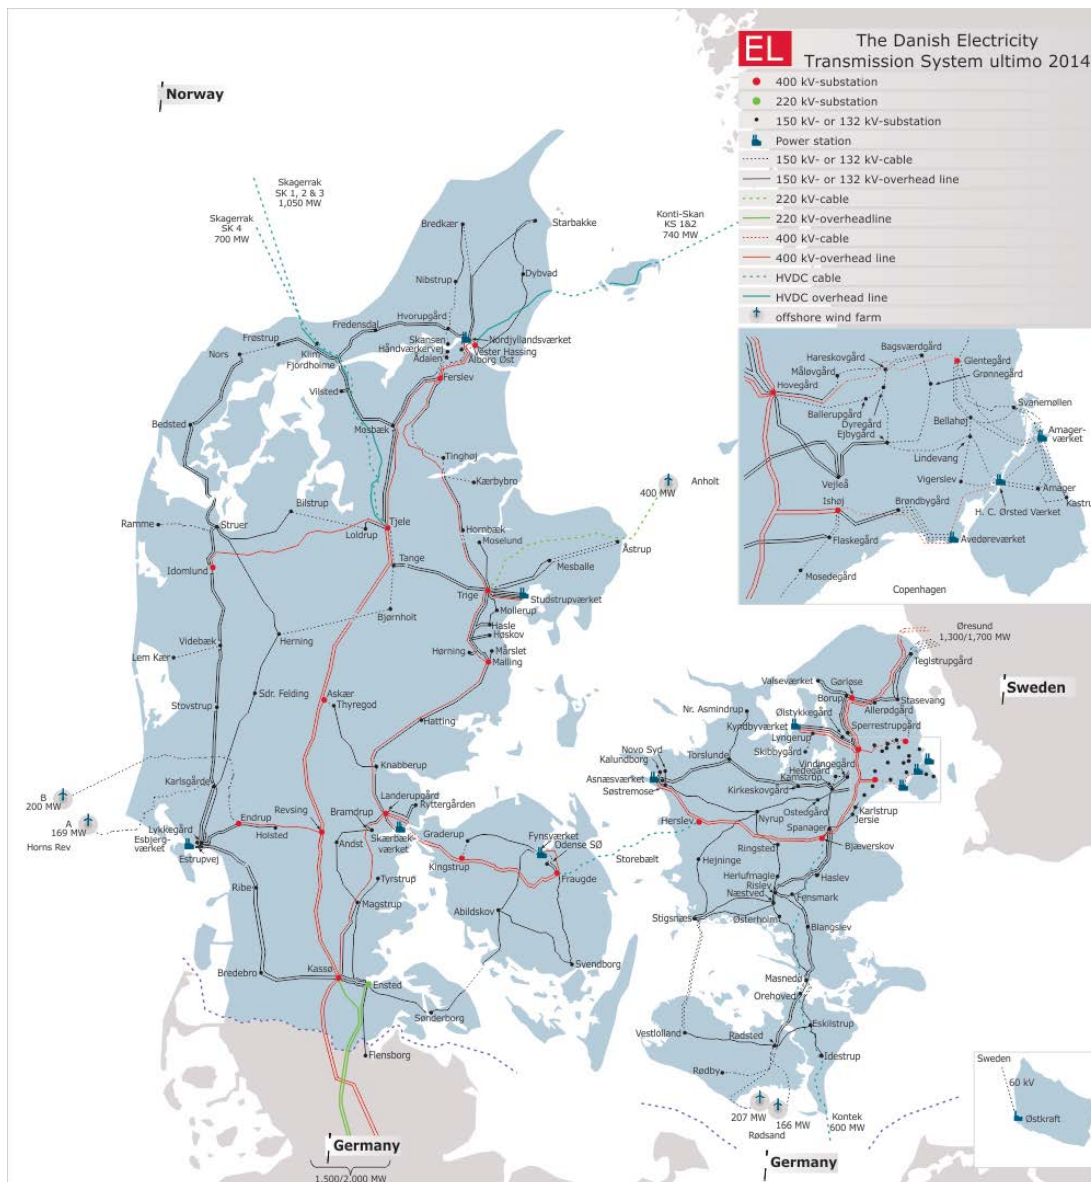 EL
The Danish Electricity
Transmission System ultimo 2014
400 kV-substation
220 kV-substation
150 kV- or 132 kV-substation
Power station
150 kV- or 132 kV-cable
150 kV- or 132 kV-overhead line
220 kV-cable
220 kV-overheadline
400 kV-cable
400 kV-overhead line
HVDC cable
HVDC overhead line
offshore wind farm
Norway
Skagerrak
SK 1, 2 & 3
1,050 MW
Skagerrak
SK 4
700 MW
Konti-Skan
KS 1&2
740 MW
Bredkær
Starbakke
Dybvad
Nibstrup
Hvorupgård
Fredensdal
Frøstrup
Nors
Klim
Fjordholme
Skansen
Håndværkervej
Ådalen
Nordjyllandsværket
Vester Hassing
Ålborg Øst
Ferslev
Vilsted
Mosbæk
Bedsted
Tinghøj
Kærbybro
Anholt
400 MW
Bilstrup
Ramme
Struer
Loldrup
Tjele
Hornbæk
Moselund
Åstrup
Mesballe
Idomlund
Tange
Trige
Studstrupværket
Mollerup
Bjørnholt
Hasle
Høskov
Herning
Hørning
Mårslet
Malling
Videbæk
Lem Kær
Sdr. Felding
Askær
Thyregod
Stovstrup
Hatting
Knabberup
B
200 MW
A
169 MW
Horns Rev
Karlsgårde
Lykkegård
Esbjerg-
værket
Estrupvej
Endrup
Holsted
Revsing
Bramdrup
Landerupgård
Ryttergården
Skærbæk-
værket
Andst
Graderup
Kingstrup
Fynsværket
Odense SØ
Fraugde
Tyrstrup
Magstrup
Abildskov
Svendborg
Ribe
Bredebro
Kassø
Ensted
Sønderborg
Flensborg
Germany
1,500/2,000 MW
Storebælt
Hareskovgård
Bagsværdgård
Glentegård
Grønnegård
Måløvgård
Hovegård
Svanemøllen
Ballerupgård
Dyregård
Ejbygård
Bellahøj
Amager-
værket
Lindevang
Vejleå
Vigerslev
Ishøj
Brøndbygård
Amager
Kastrup
H. C. Ørsted Værket
Flaskegård
Avedøreværket
Mosedegård
Copenhagen
Øresund
1,300/1,700 MW
Teglstrupgård
Sweden
Valseværket
Gørløse
Borup
Stasevang
Allerødgård
Nr. Asmindrup
Ølstykkegård
Kyndbyværket
Sperrestrupgård
Lyngerup
Skibbygård
Novo Syd
Kalundborg
Torslunde
Vindingegård
Hedegård
Kamstrup
Asnæsværket
Søstremose
Kirkeskovgård
Ostedgård
Karlstrup
Jersie
Herslev
Nyrup
Spanager
Bjæverskov
Ringsted
Hejninge
Herlufmagle
Rislev
Haslev
Næstved
Fensmark
Stigsnæs
Østerholm
Blangslev
Masnedø
Orehoved
Vestlolland
Radsted
Eskilstrup
Idestrup
Rødby
207 MW
166 MW
Rødsand
Kontek
600 MW
Germany
Sweden
60 kV
Østkraft